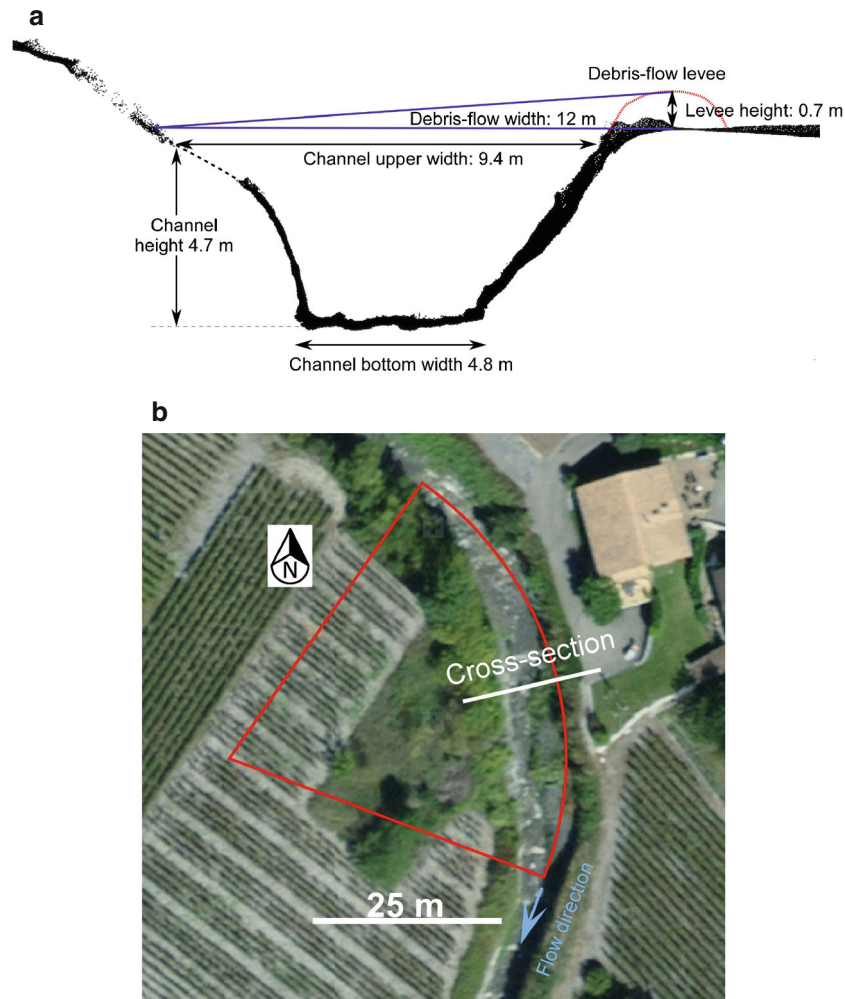 a
Debris-flow levee
Debris-flow width: 12 m
Levee height: 0.7 m
Channel upper width: 9.4 m
Channel
height 4.7 m
Channel bottom width 4.8 m
b
N
Cross-section
25 m
Flow direction